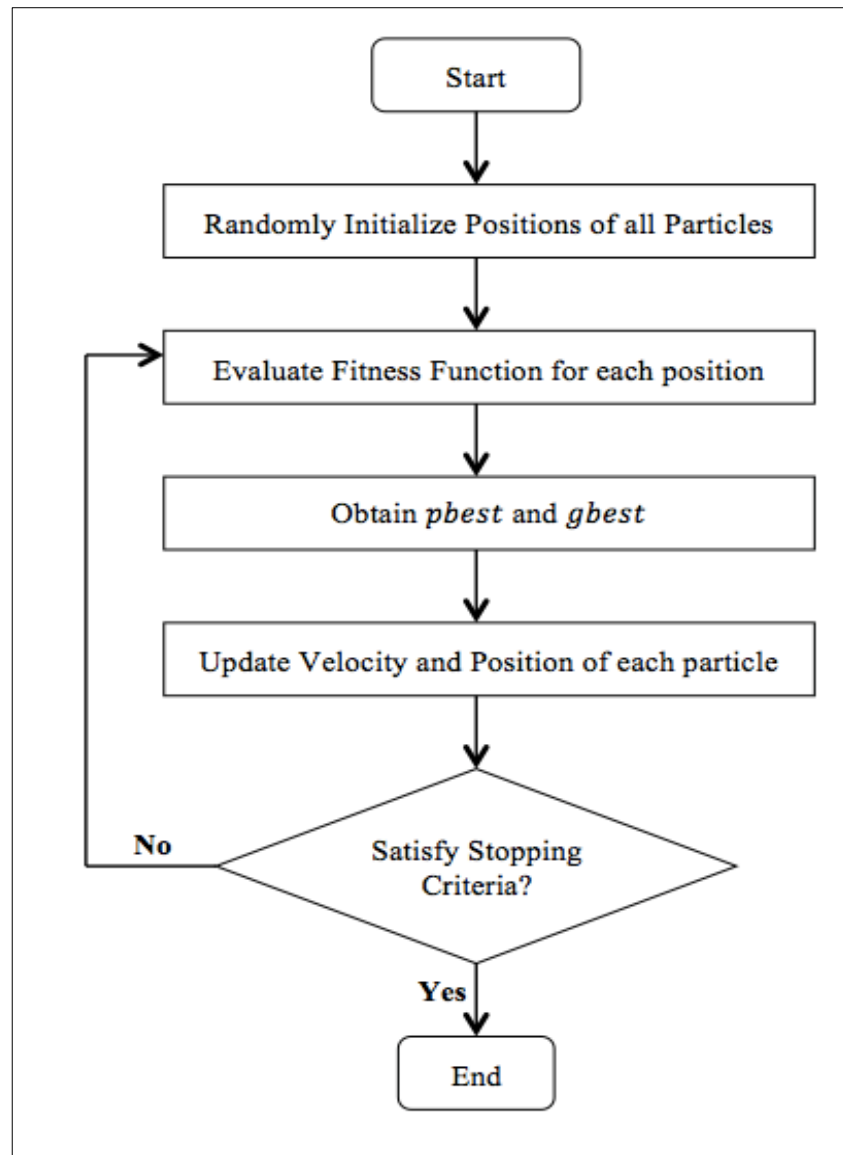 Start
Randomly Initialize Positions of all Particles
Evaluate Fitness Function for each position
Obtain pbest and gbest
Update Velocity and Position of each particle
Satisfy Stopping
Criteria?
No
Yes
End